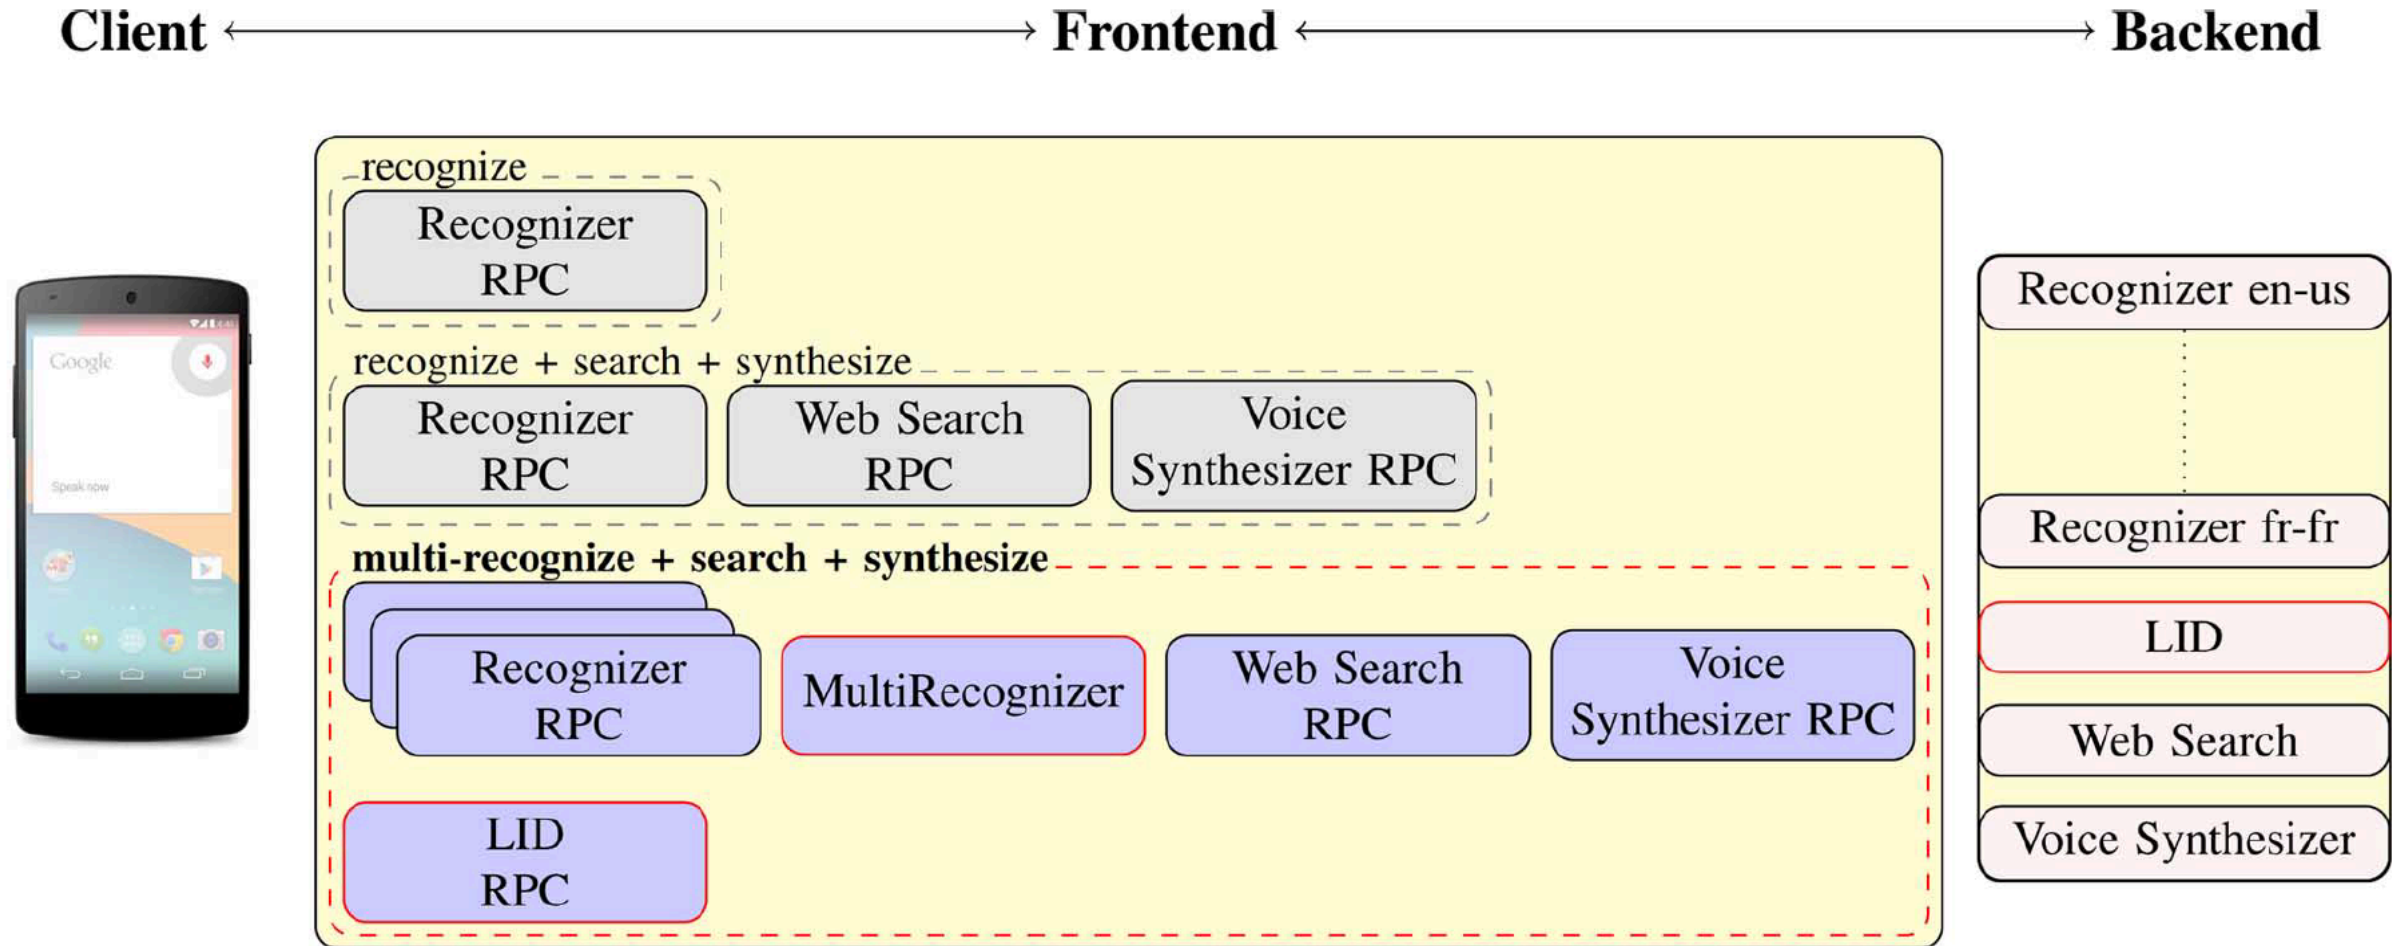 Client Frontend Backend
recognize
Recognizer
RPC
recognize + search + synthesize
Recognizer
RPC
Web Search
RPC
Voice
Synthesizer RPC
multi-recognize + search + synthesize
Recognizer
RPC
MultiRecognizer
Web Search
RPC
Voice
Synthesizer RPC
LID
RPC
Google
Speak now
Recognizer en-us
Recognizer fr-fr
LID
Web Search
Voice Synthesizer